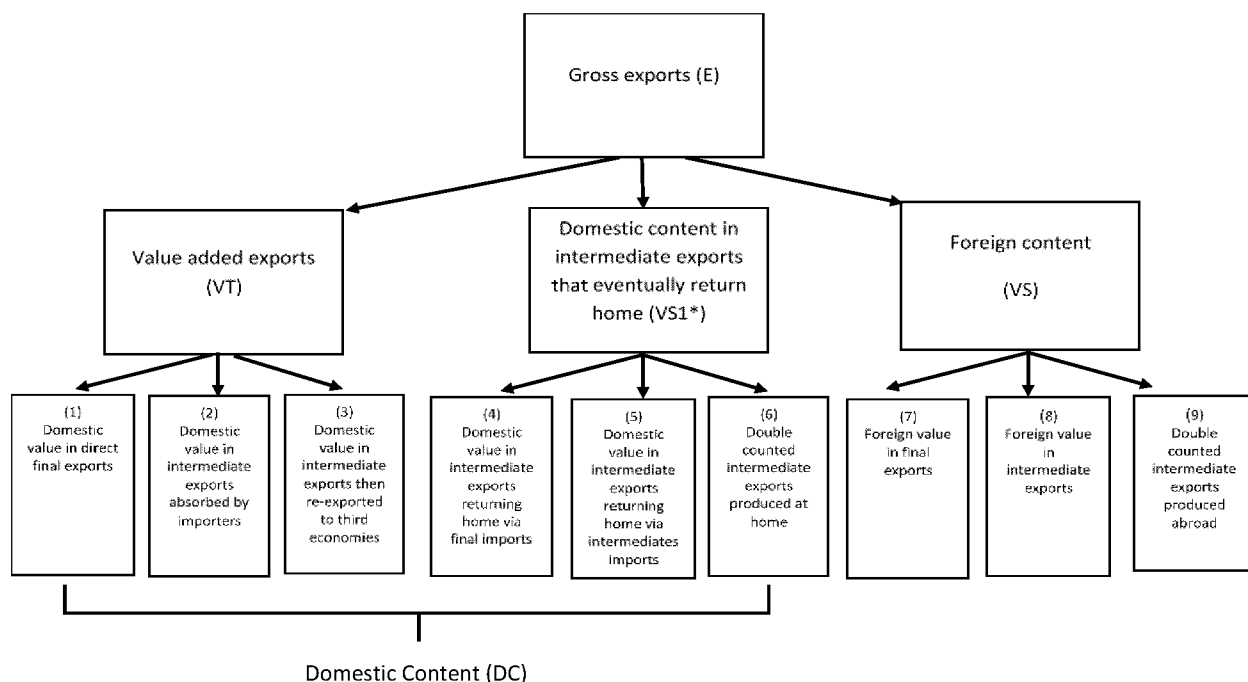 Gross exports (E)
Value added exports
(VT)
Domestic content in
intermediate exports
that eventually return
home (VS1*)
Foreign content
(VS)
(1)
Domestic
value in direct
final exports
(2)
Domestic
value in
intermediate
exports
absorbed by
importers
(3)
Domestic
value in
intermediate
exports then
re-exported
to third
economies
(4)
Domestic
value in
intermediate
exports
returning
home via
final imports
(5)
Domestic
value in
intermediate
exports
returning
home via
intermediates
imports
(6)
Double
counted
intermediate
exports
produced at
home
(7)
Foreign value
in final
exports
(8)
Foreign value
in
intermediate
exports
(9)
Double
counted
intermediate
exports
produced
abroad
Domestic Content (DC)